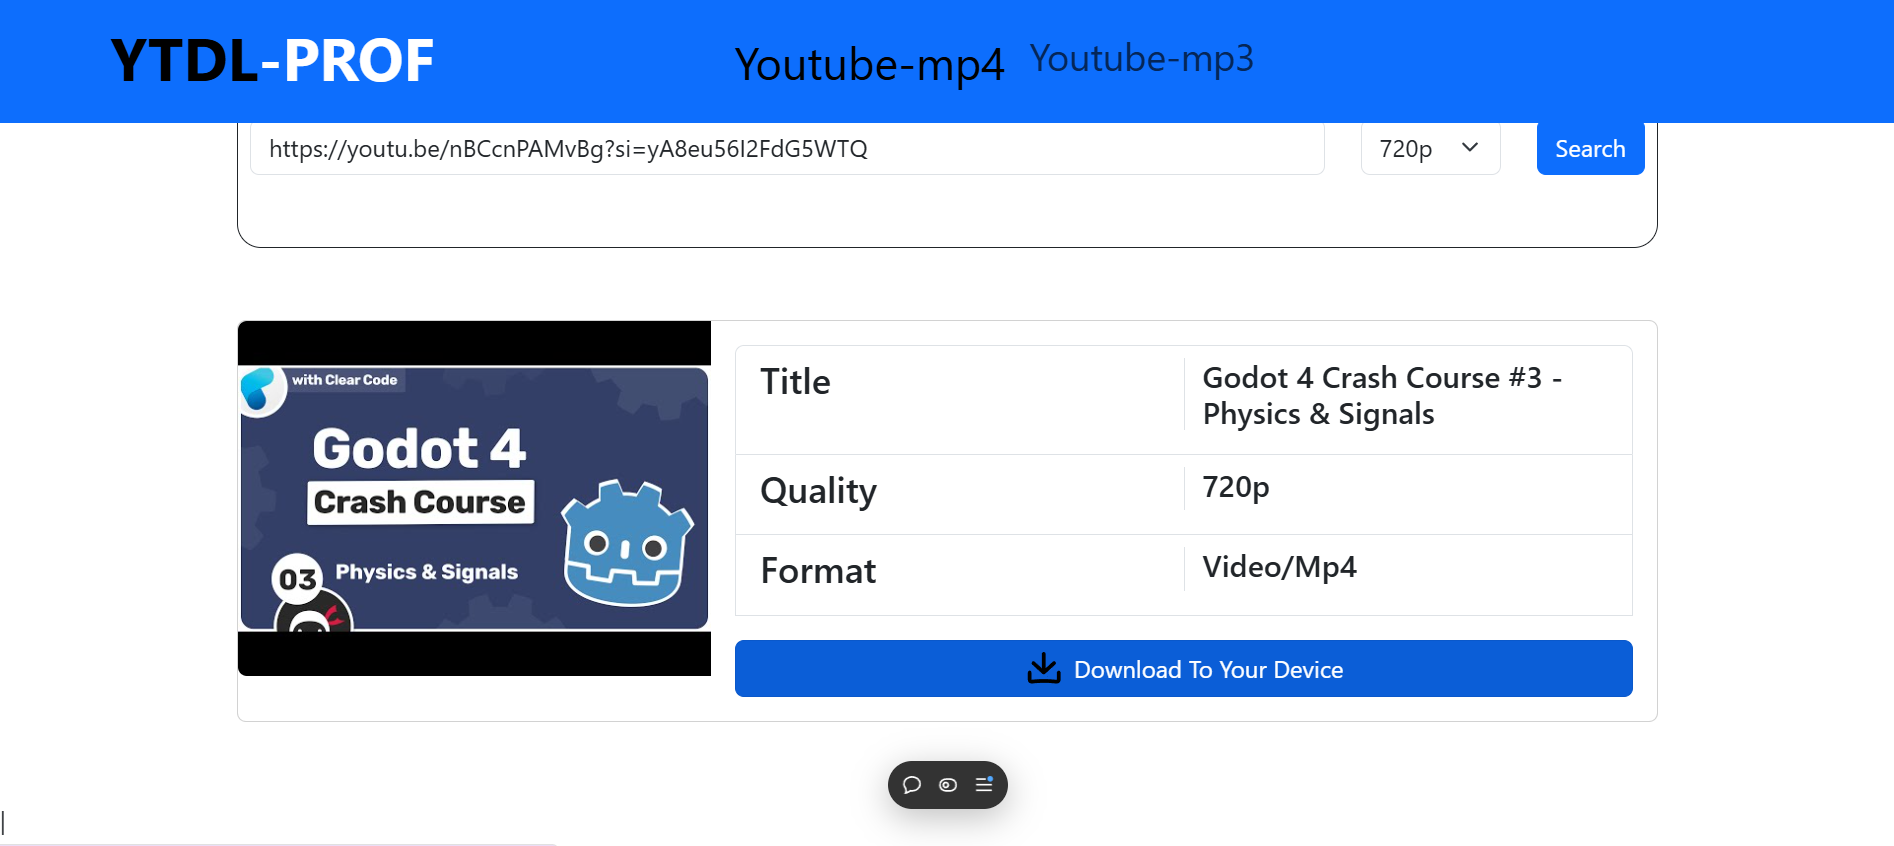 YTDL-PROF
Youtube-mp4
Youtube-mp3
https://youtu.be/nBCcnPAMvBg?si=yA8eu56I2FdG5WTQ
720p
Search
with Clear Code
Godot 4
Crash Course
03
Physics & Signals
Title
Godot 4 Crash Course #3 -
Physics & Signals
Quality
720p
Format
Video/Mp4
Download To Your Device